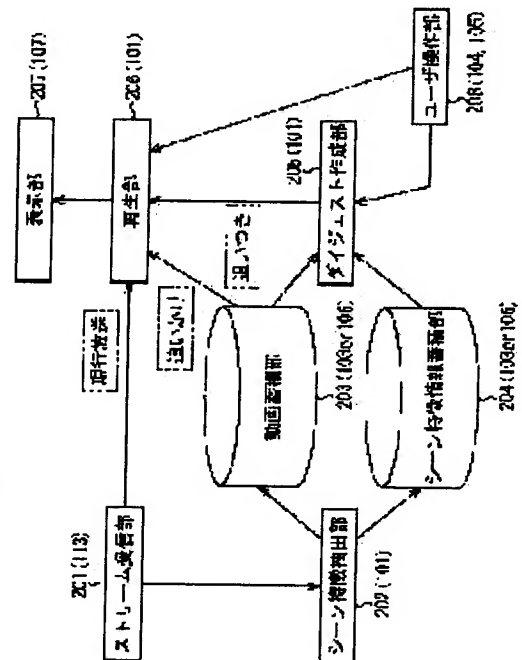 201(113)
ストリーム受信部
現行放送
シーン特徴抽出部
202(101)
動画蓄積部
203(103or106)
シーン特徴情報蓄積部
204(103or106)
追いかけ
追いつき
ダイジェスト作成部
205(101)
再生部
206(101)
表示部
207(107)
ユーザ操作部
208(104,105)